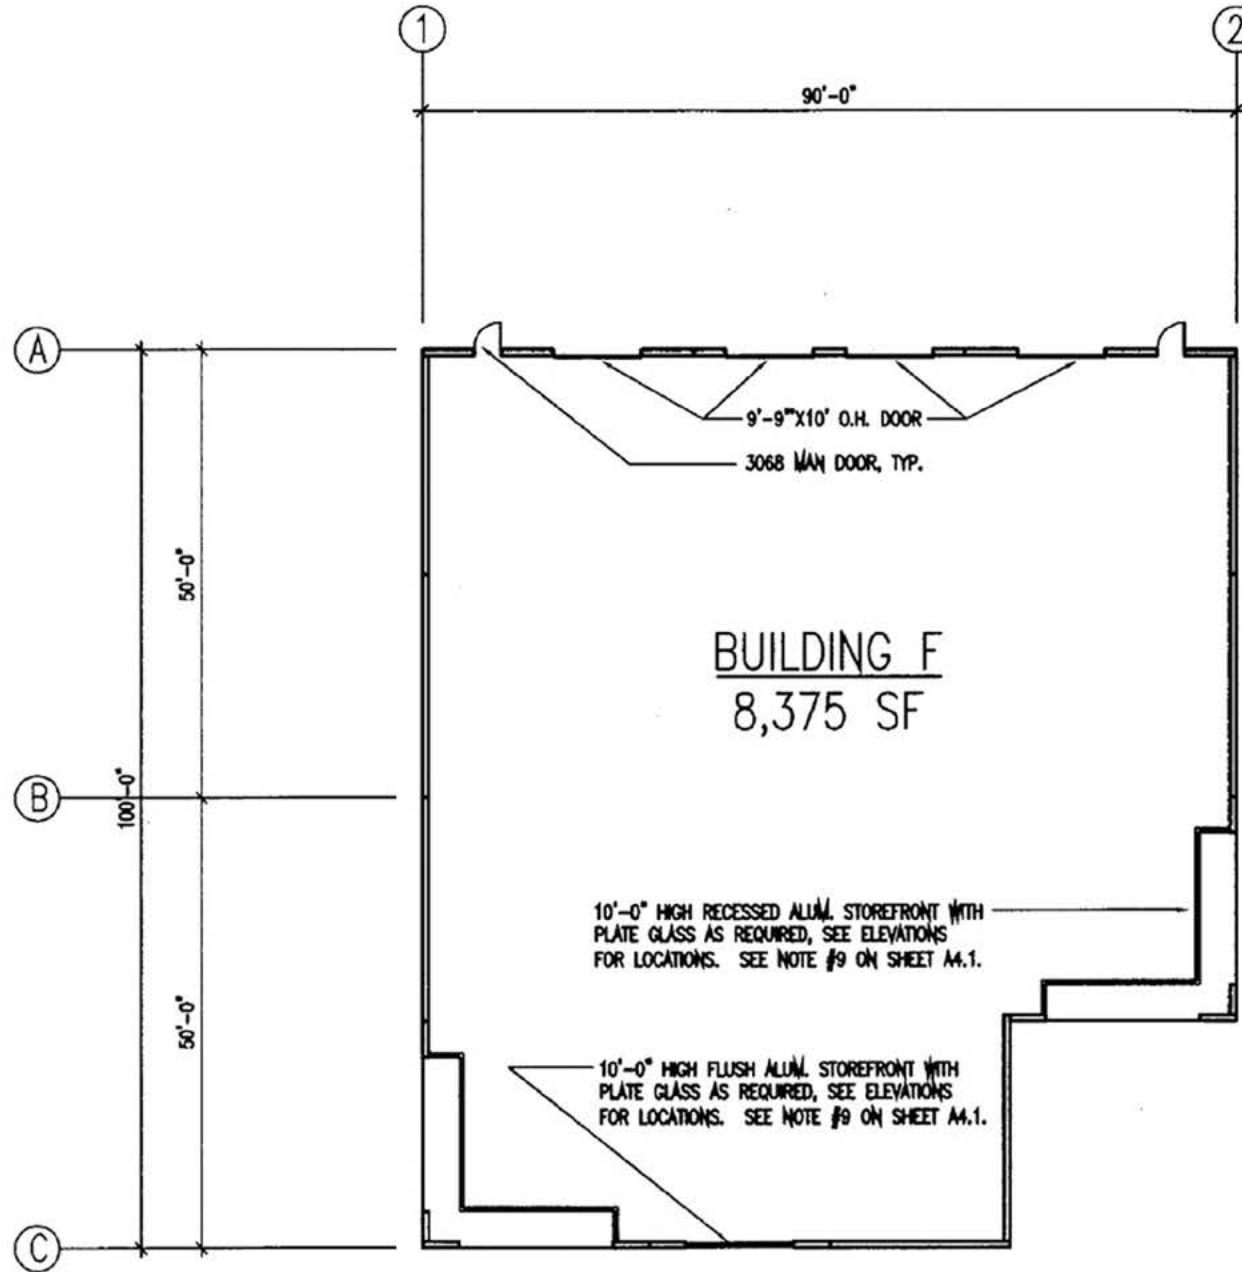 1
2
90'-0"
A
9'-9"X10' O.H. DOOR
3068 MAN DOOR, TYP.
50'-0"
BUILDING F
8,375 SF
B
100'-0"
10'-0" HIGH RECESSED ALUM. STOREFRONT WITH
PLATE GLASS AS REQUIRED, SEE ELEVATIONS
FOR LOCATIONS. SEE NOTE #9 ON SHEET A4.1.
50'-0"
10'-0" HIGH FLUSH ALUM. STOREFRONT WITH
PLATE GLASS AS REQUIRED, SEE ELEVATIONS
FOR LOCATIONS. SEE NOTE #9 ON SHEET A4.1.
C